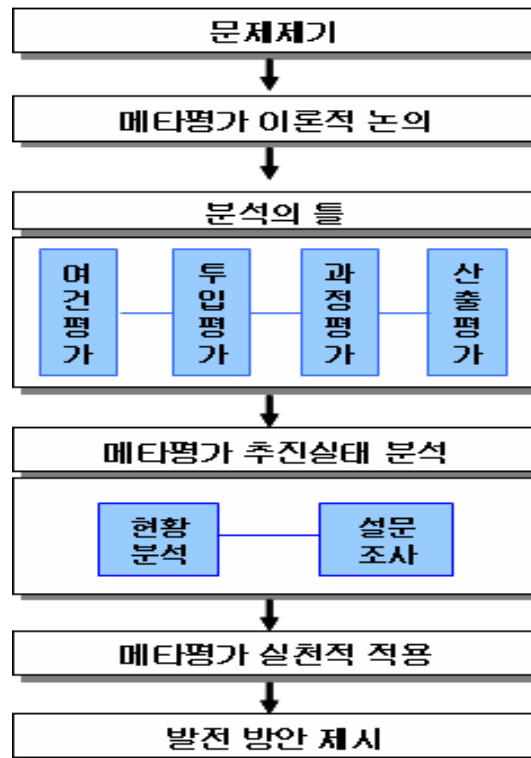 문제제기
메타평가 이론적 논의
분석의 틀
여건평가
투입평가
과정평가
산출평가
메타평가 추진실태 분석
현황
분석
설문
조사
메타평가 실천적 적용
발전 방안 제시